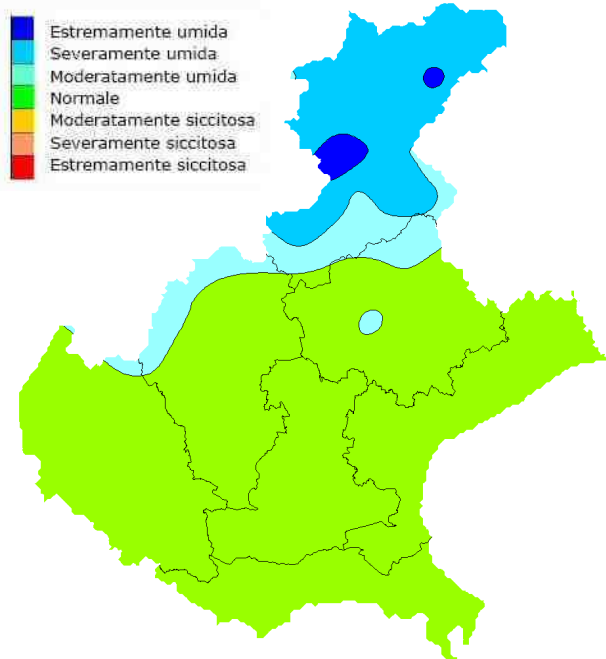 Estremamente umida
Severamente umida
Moderatamente umida
Normale
Moderatamente siccitosa
Severamente siccitosa
Estremamente siccitosa